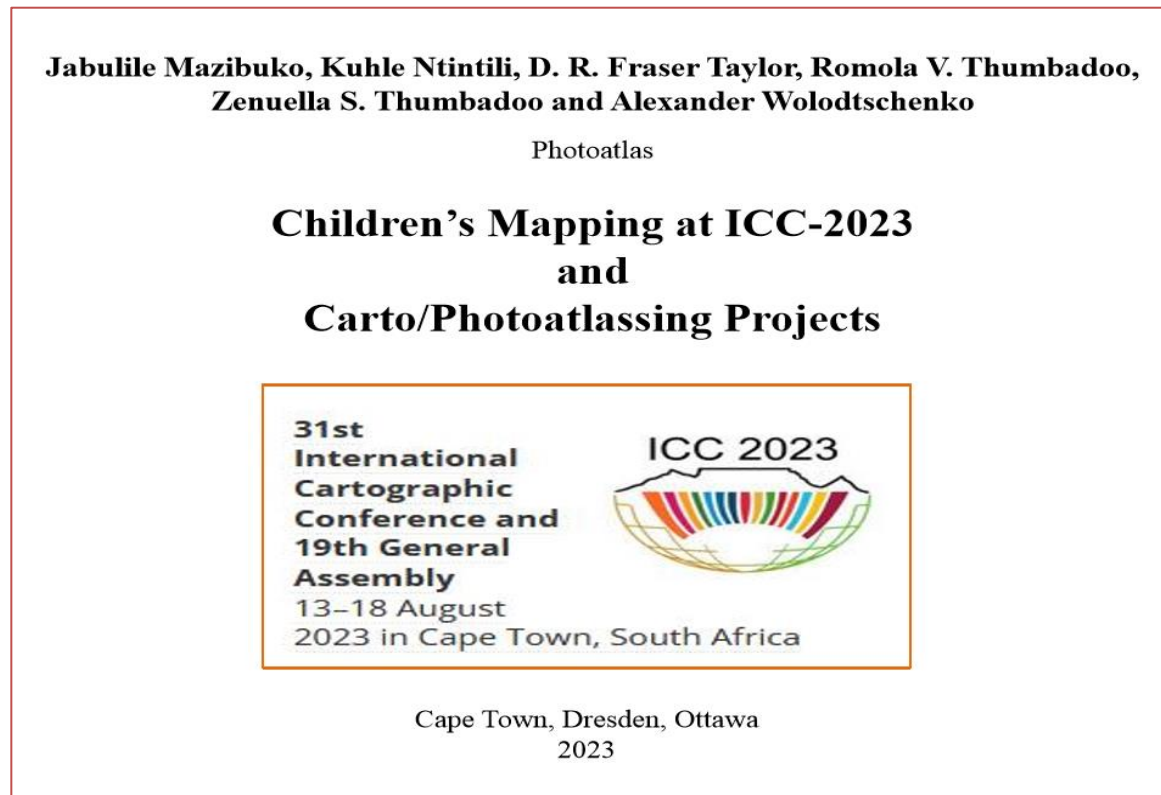 Jabulile Mazibuko, Kuhle Ntintili, D. R. Fraser Taylor, Romola V. Thumbadoo,
Zenuella S. Thumbadoo and Alexander Wolodtschenko
Photoatlas
Children’s Mapping at ICC-2023
and
Carto/Photoatlassing Projects
31st
International
Cartographic
Conference and
19th General
Assembly
13–18 August
2023 in Cape Town, South Africa
ICC 2023
Cape Town, Dresden, Ottawa
2023